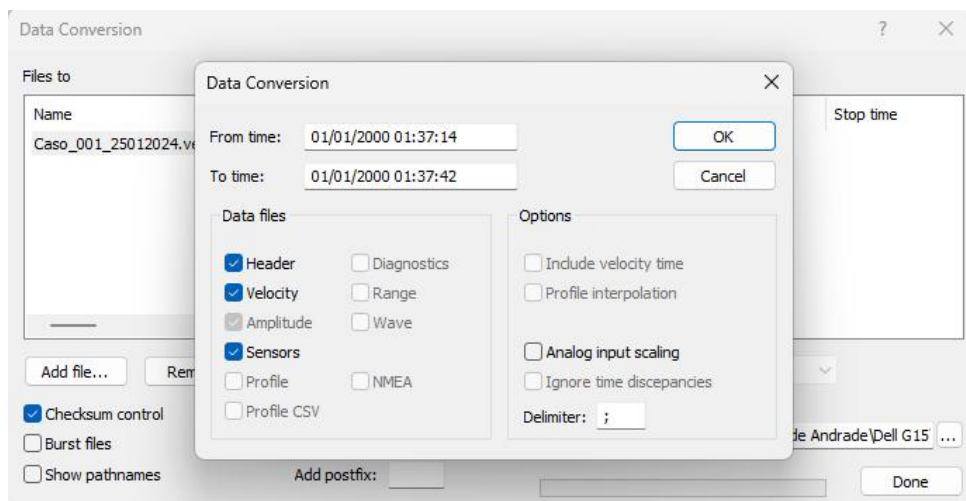 Data Conversion ?
Files to
Name Stop time
Caso_001_25012024.ve
Add file... Rem
Checksum control
Burst files
Show pathnames
Add postfix:
de Andrade\Dell G15 ...
Done
Data Conversion
From time: 01/01/2000 01:37:14 OK
To time: 01/01/2000 01:37:42 Cancel
Data files Options
Header Diagnostics Include velocity time
Velocity Range Profile interpolation
Amplitude Wave
Sensors Analog input scaling
Profile NMEA Ignore time discepancies
Profile CSV Delimiter: ;